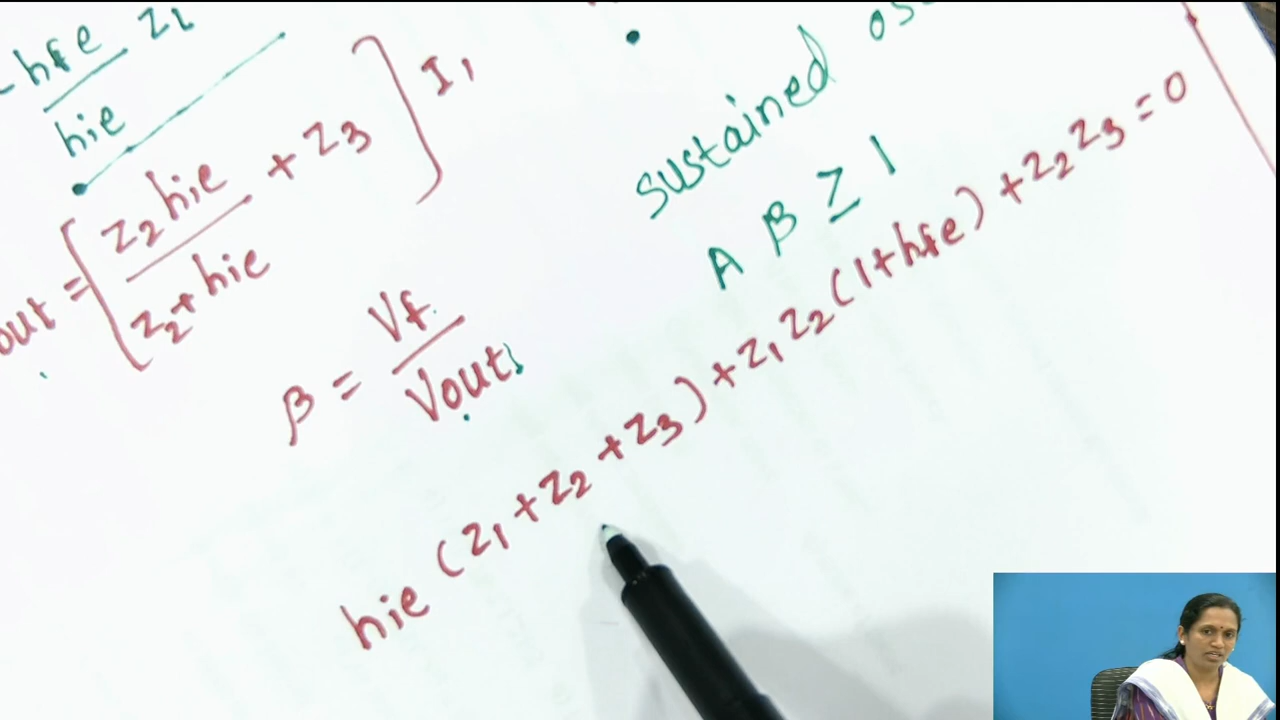 -hfe Z1
hie
out = [ Z2 hie / Z2 + hie + Z3 ] I1
sustained os
Aβ ≥ 1
β = Vf / Vout
hie (Z1 + Z2 + Z3) + Z1 Z2 (1 + hfe) + Z2 Z3 = 0